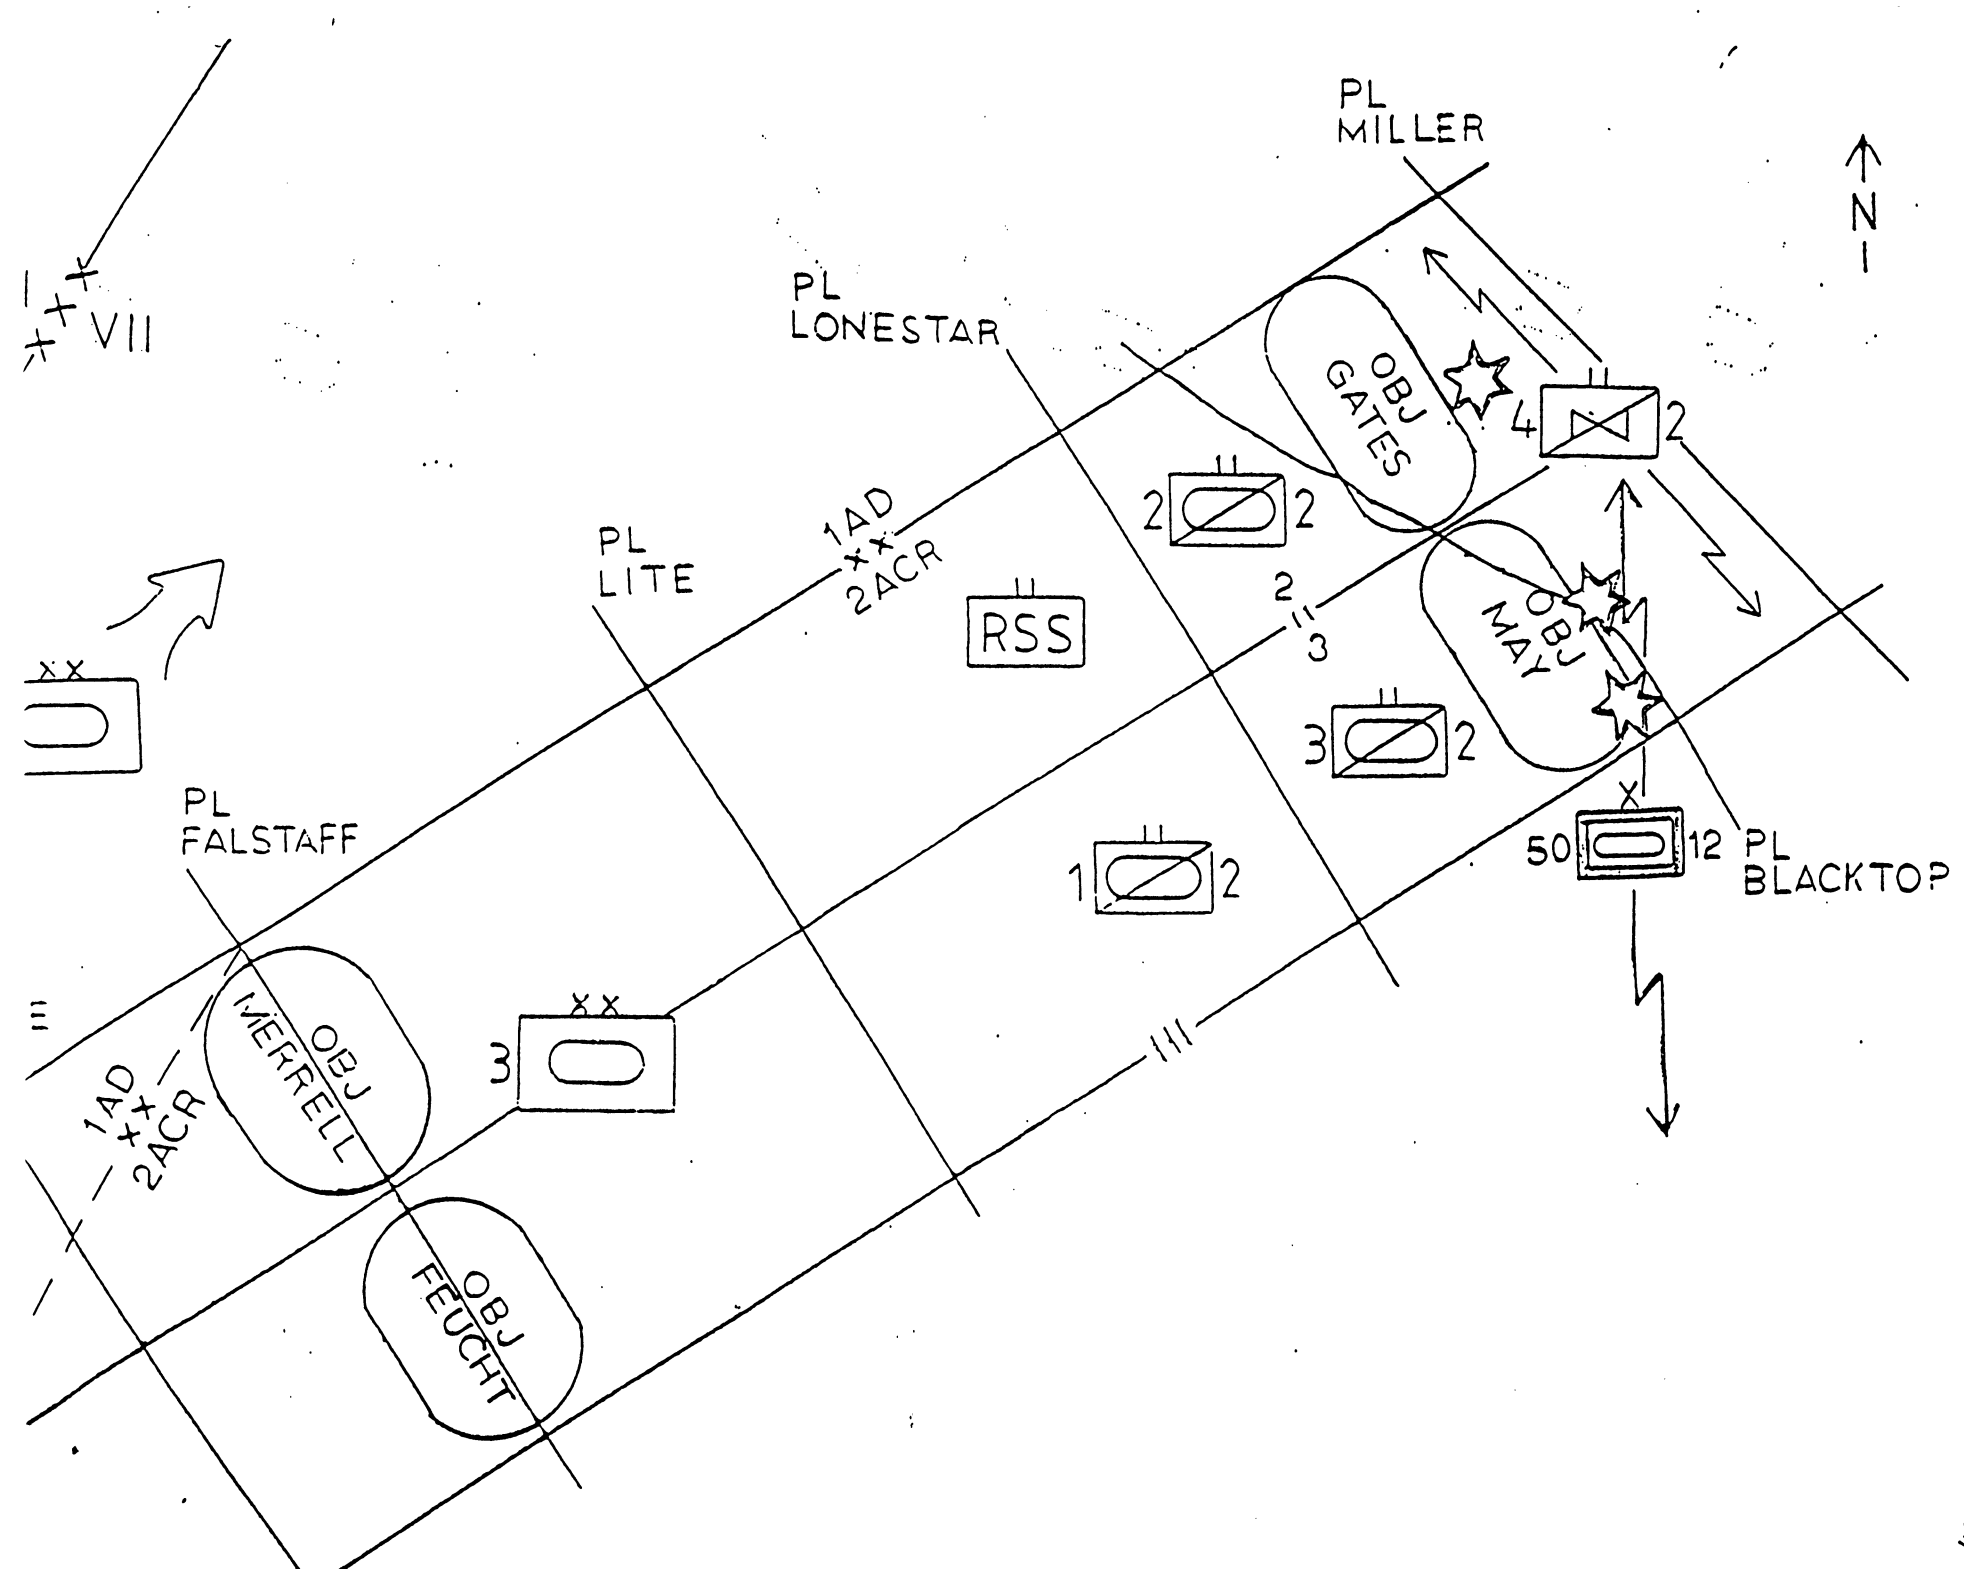 PL
MILLER
N
I
VII
PL
LONESTAR
OBJ
GATES
4
2
2
2
1AD
XX
2ACR
PL
LITE
RSS
2
II
3
OBJ
MAY
XX
3
2
X
50
12
PL
BLACKTOP
PL
FALSTAFF
1
2
OBJ
MERRELL
XX
3
III
1AD
XX
2ACR
OBJ
FEUCHT